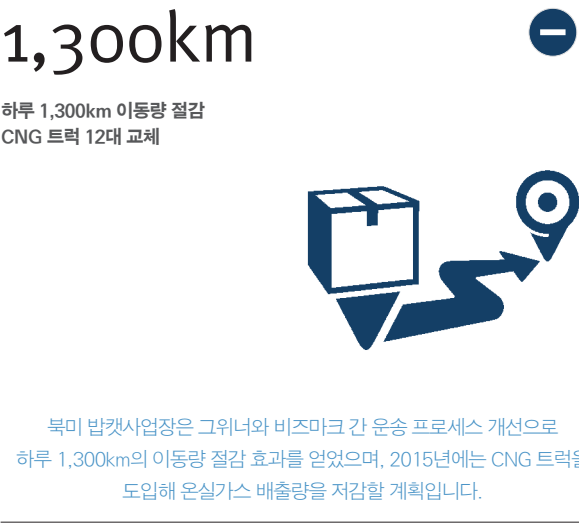 1,300km
하루 1,300km 이동량 절감
CNG 트럭 12대 교체
북미 밥캣사업장은 그위너와 비즈마크 간 운송 프로세스 개선으로
하루 1,300km의 이동량 절감 효과를 얻었으며, 2015년에는 CNG 트럭을
도입해 온실가스 배출량을 저감할 계획입니다.